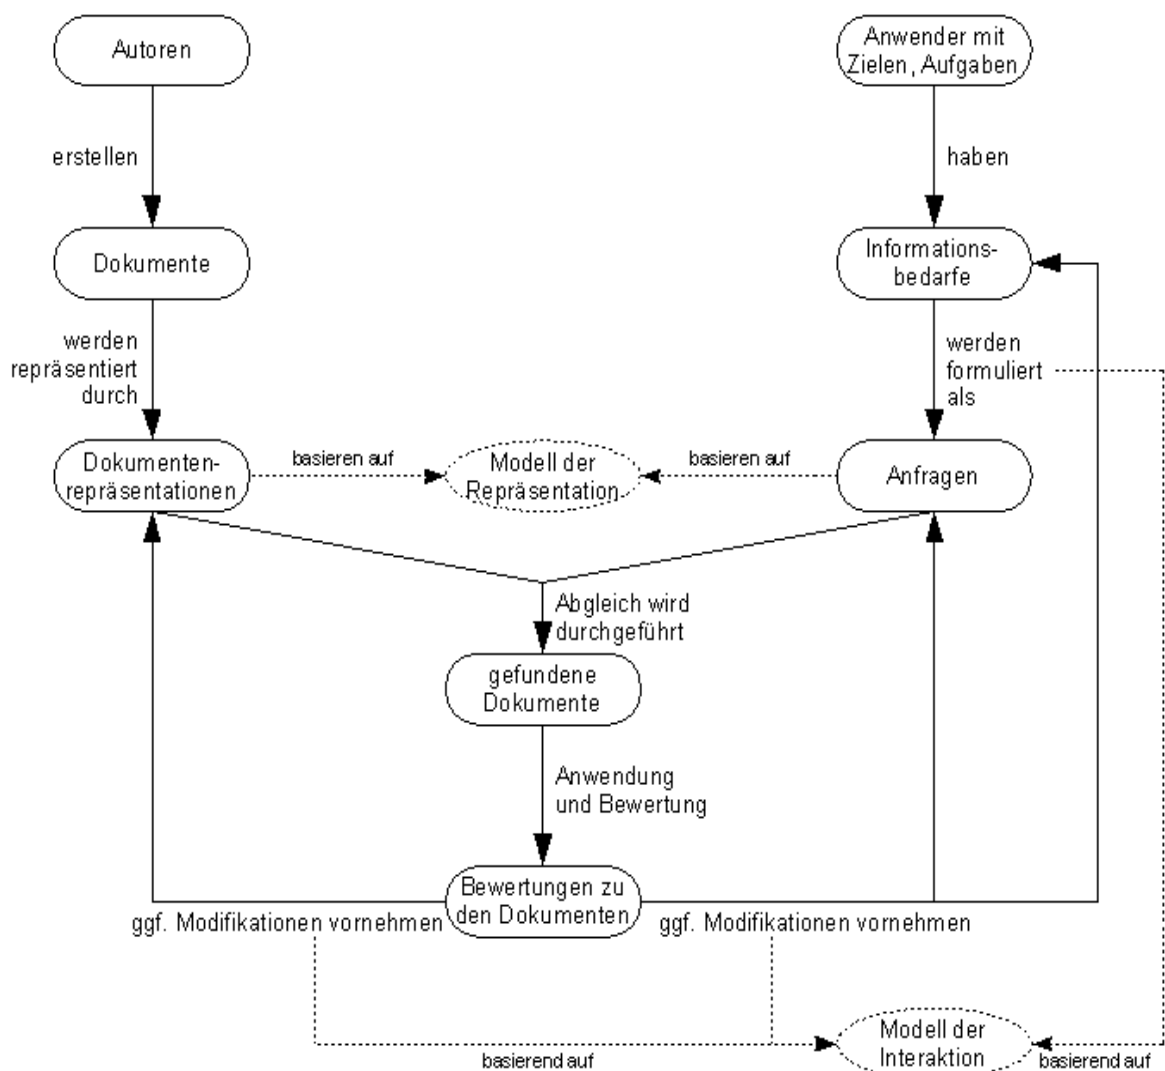 Autoren
Anwender mit
Zielen, Aufgaben
erstellen
haben
Dokumente
Informations-
bedarfe
werden
repräsentiert
durch
werden
formuliert
als
Dokumenten-
repräsentationen
basieren auf
Modell der
Repräsentation
basieren auf
Anfragen
Abgleich wird
durchgeführt
gefundene
Dokumente
Anwendung
und Bewertung
Bewertungen zu
den Dokumenten
ggf. Modifikationen vornehmen
ggf. Modifikationen vornehmen
Modell der
Interaktion
basierend auf
basierend auf